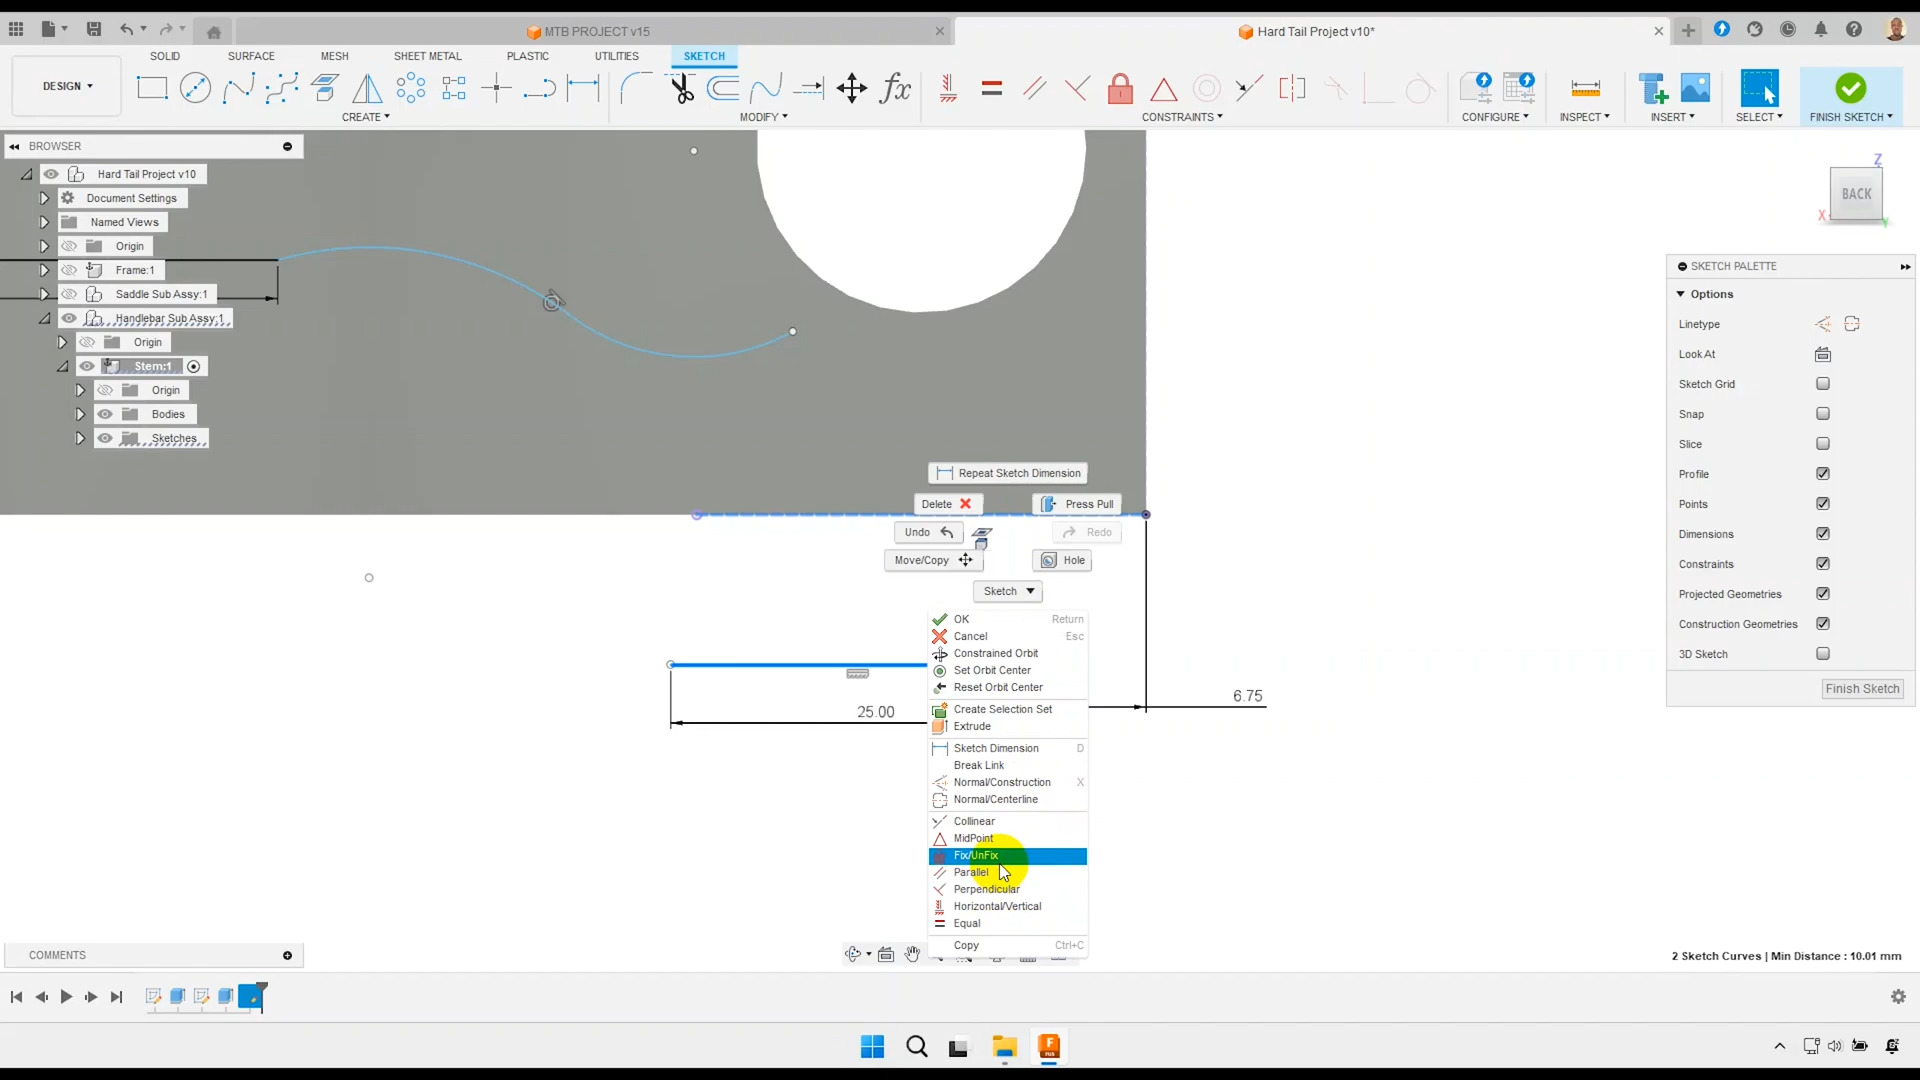 MTB PROJECT v15
Hard Tail Project v10*
DESIGN
SOLID
SURFACE
MESH
SHEET METAL
PLASTIC
UTILITIES
SKETCH
fx
CREATE
MODIFY
CONSTRAINTS
CONFIGURE
INSPECT
INSERT
SELECT
FINISH SKETCH
BROWSER
Hard Tail Project v10
Document Settings
Named Views
Origin
Frame:1
Saddle Sub Assy:1
Handlebar Sub Assy:1
Origin
Stem:1
Origin
Bodies
Sketches
Z
BACK
X
Y
SKETCH PALETTE
Options
Linetype
Look At
Sketch Grid
Snap
Slice
Profile
Points
Dimensions
Constraints
Projected Geometries
Construction Geometries
3D Sketch
Finish Sketch
Repeat Sketch Dimension
Delete
Press Pull
Undo
Redo
Move/Copy
Hole
Sketch
OK Return
Cancel Esc
Constrained Orbit
Set Orbit Center
Reset Orbit Center
Create Selection Set
Extrude
Sketch Dimension D
Break Link
Normal/Construction X
Normal/Centerline
Collinear
MidPoint
Fix/UnFix
Parallel
Perpendicular
Horizontal/Vertical
Equal
Copy Ctrl+C
25.00
6.75
COMMENTS
2 Sketch Curves | Min Distance : 10.01 mm